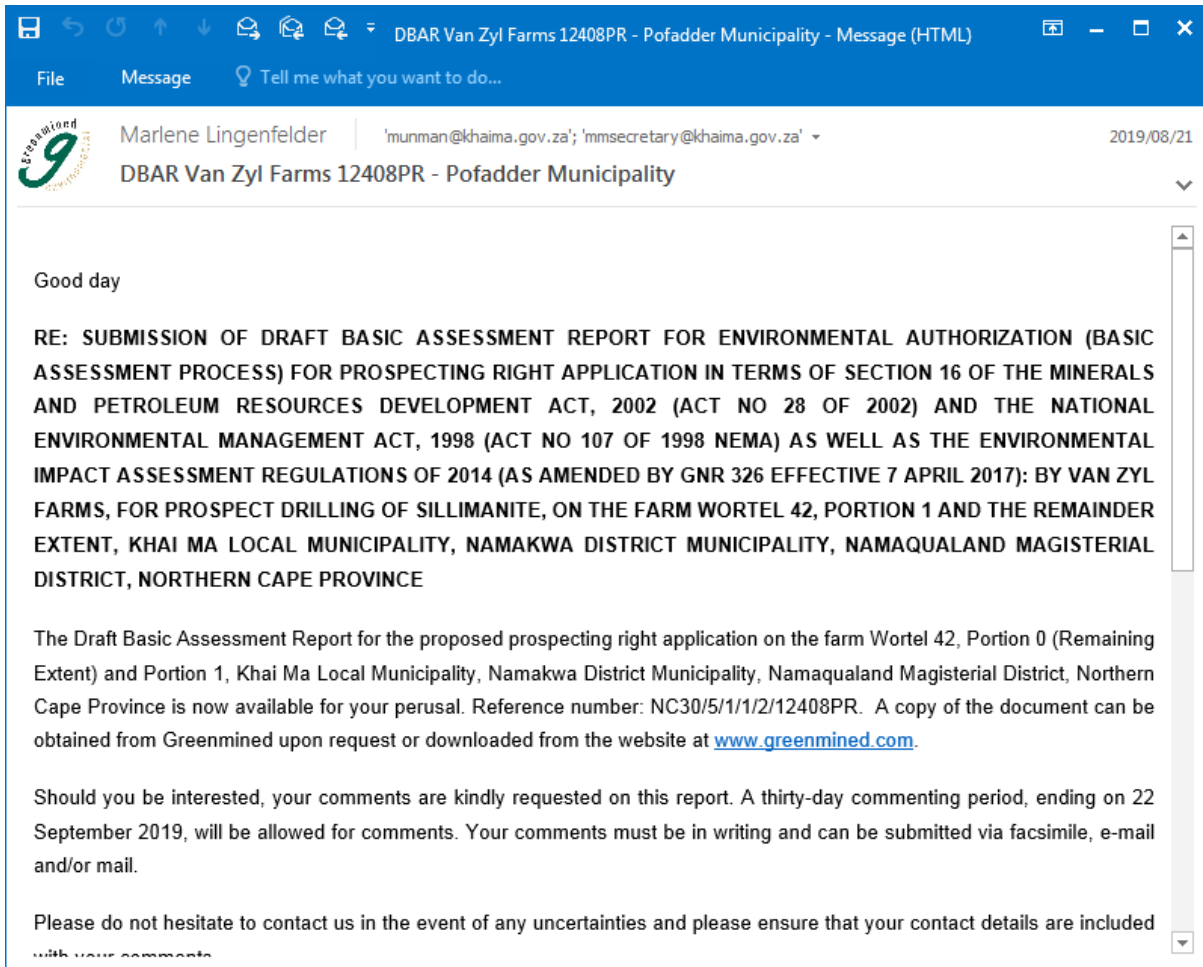 DBAR Van Zyl Farms 12408PR - Pofadder Municipality - Message (HTML)
File Message Tell me what you want to do...
greenmined
g
environmental
Marlene Lingenfelder 'munman@khaima.gov.za'; 'mmsecretary@khaima.gov.za' 2019/08/21
DBAR Van Zyl Farms 12408PR - Pofadder Municipality
Good day
RE: SUBMISSION OF DRAFT BASIC ASSESSMENT REPORT FOR ENVIRONMENTAL AUTHORIZATION (BASIC
ASSESSMENT PROCESS) FOR PROSPECTING RIGHT APPLICATION IN TERMS OF SECTION 16 OF THE MINERALS
AND PETROLEUM RESOURCES DEVELOPMENT ACT, 2002 (ACT NO 28 OF 2002) AND THE NATIONAL
ENVIRONMENTAL MANAGEMENT ACT, 1998 (ACT NO 107 OF 1998 NEMA) AS WELL AS THE ENVIRONMENTAL
IMPACT ASSESSMENT REGULATIONS OF 2014 (AS AMENDED BY GNR 326 EFFECTIVE 7 APRIL 2017): BY VAN ZYL
FARMS, FOR PROSPECT DRILLING OF SILLIMANITE, ON THE FARM WORTEL 42, PORTION 1 AND THE REMAINDER
EXTENT, KHAI MA LOCAL MUNICIPALITY, NAMAKWA DISTRICT MUNICIPALITY, NAMAQUALAND MAGISTERIAL
DISTRICT, NORTHERN CAPE PROVINCE
The Draft Basic Assessment Report for the proposed prospecting right application on the farm Wortel 42, Portion 0 (Remaining
Extent) and Portion 1, Khai Ma Local Municipality, Namakwa District Municipality, Namaqualand Magisterial District, Northern
Cape Province is now available for your perusal. Reference number: NC30/5/1/1/2/12408PR. A copy of the document can be
obtained from Greenmined upon request or downloaded from the website at www.greenmined.com.
Should you be interested, your comments are kindly requested on this report. A thirty-day commenting period, ending on 22
September 2019, will be allowed for comments. Your comments must be in writing and can be submitted via facsimile, e-mail
and/or mail.
Please do not hesitate to contact us in the event of any uncertainties and please ensure that your contact details are included
with your comments